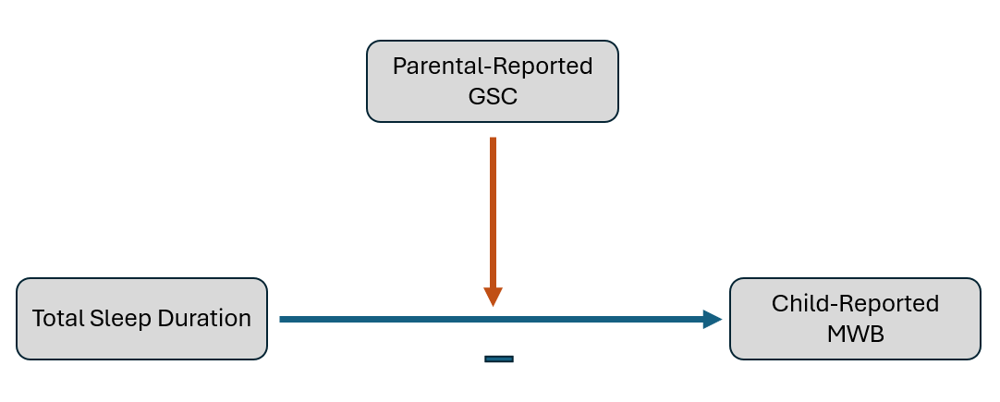 Parental-Reported
GSC
Total Sleep Duration
Child-Reported
MWB